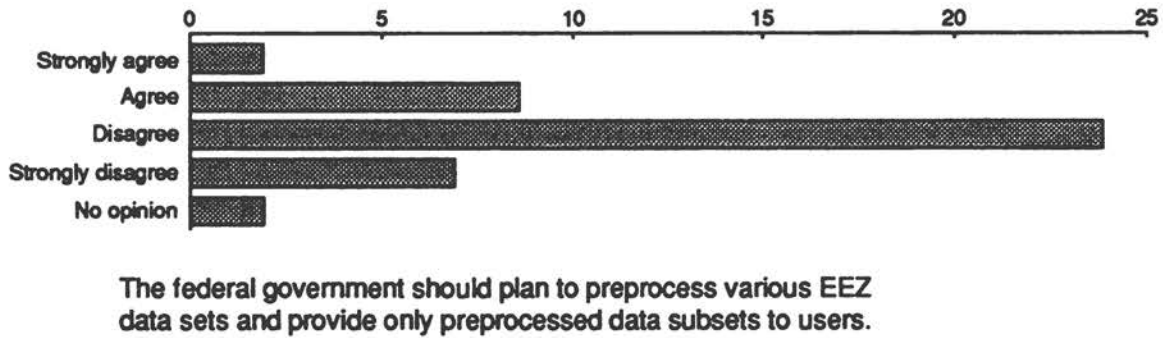 0 5 10 15 20 25
Strongly agree
Agree
Disagree
Strongly disagree
No opinion
The federal government should plan to preprocess various EEZ
data sets and provide only preprocessed data subsets to users.